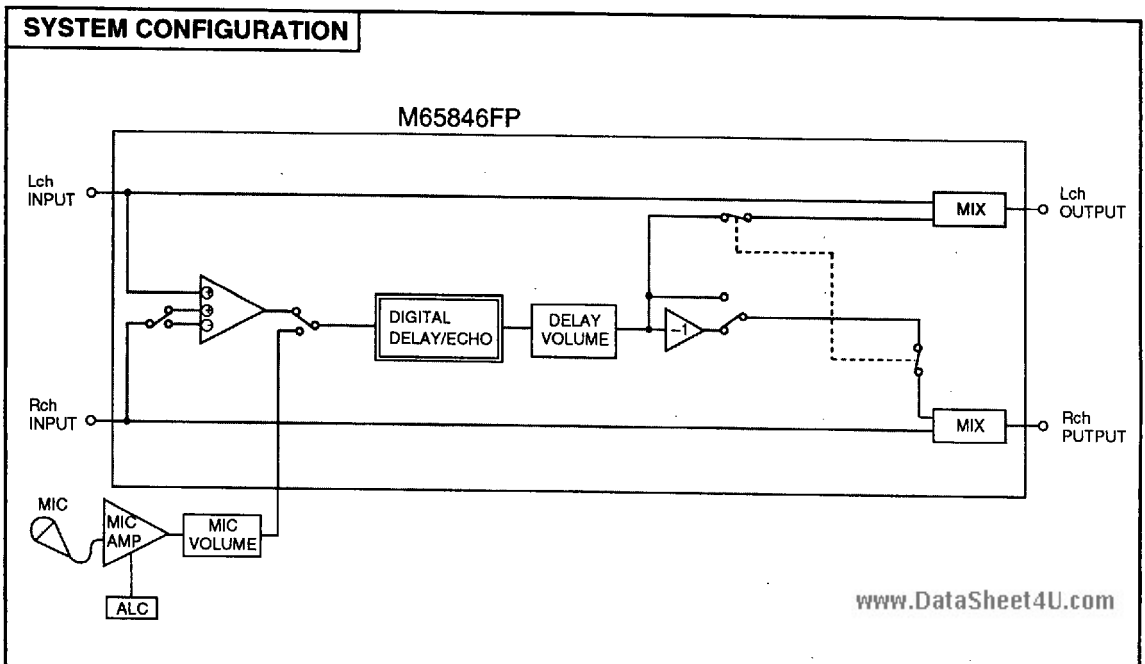 SYSTEM CONFIGURATION
M65846FP
Lch
INPUT
MIX
Lch
OUTPUT
+
+
−
DIGITAL
DELAY/ECHO
DELAY
VOLUME
−1
Rch
INPUT
MIX
Rch
PUTPUT
MIC
MIC
AMP
MIC
VOLUME
ALC
www.DataSheet4U.com